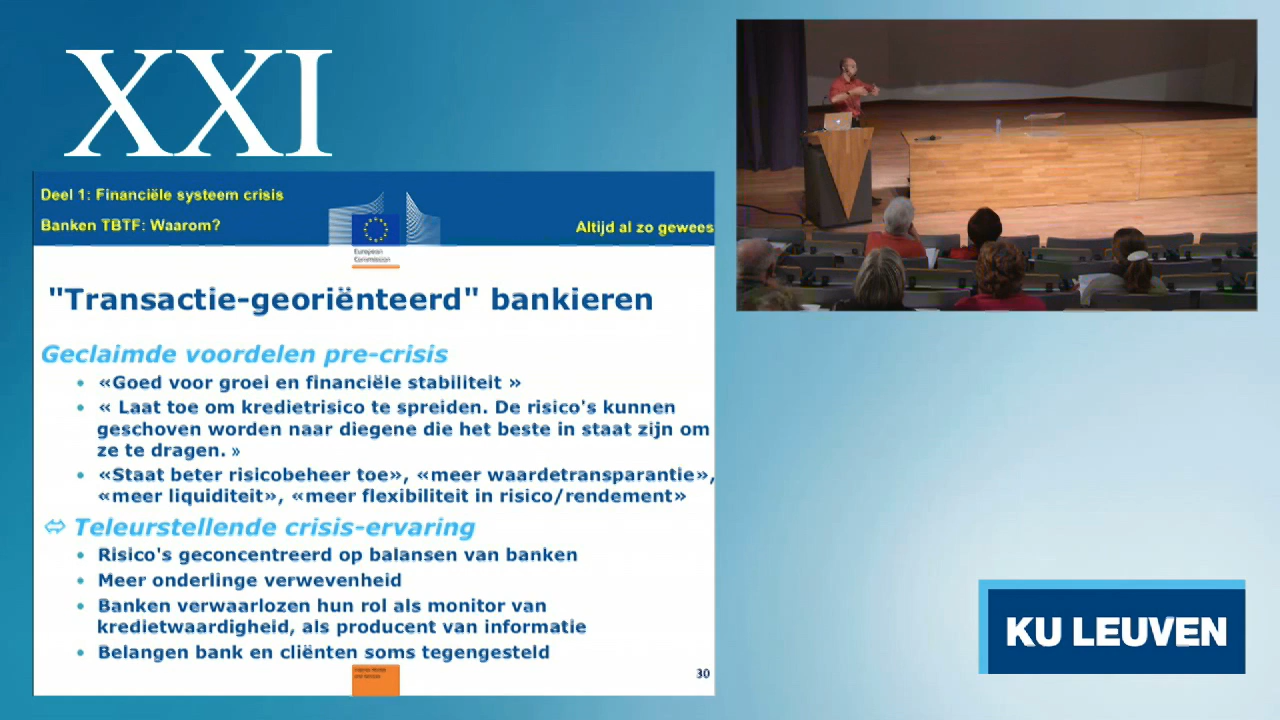 XXI
Deel 1: Financiële systeem crisis
Banken TBTF: Waarom?
Altijd al zo gewees
European
Commission
"Transactie-georiënteerd" bankieren
Geclaimde voordelen pre-crisis
• «Goed voor groei en financiële stabiliteit »
• « Laat toe om kredietrisico te spreiden. De risico's kunnen
geschoven worden naar diegene die het beste in staat zijn om
ze te dragen. »
• «Staat beter risicobeheer toe», «meer waardetransparantie»,
«meer liquiditeit», «meer flexibiliteit in risico/rendement»
⇔ Teleurstellende crisis-ervaring
• Risico's geconcentreerd op balansen van banken
• Meer onderlinge verwevenheid
• Banken verwaarlozen hun rol als monitor van
kredietwaardigheid, als producent van informatie
• Belangen bank en cliënten soms tegengesteld
30
KU LEUVEN